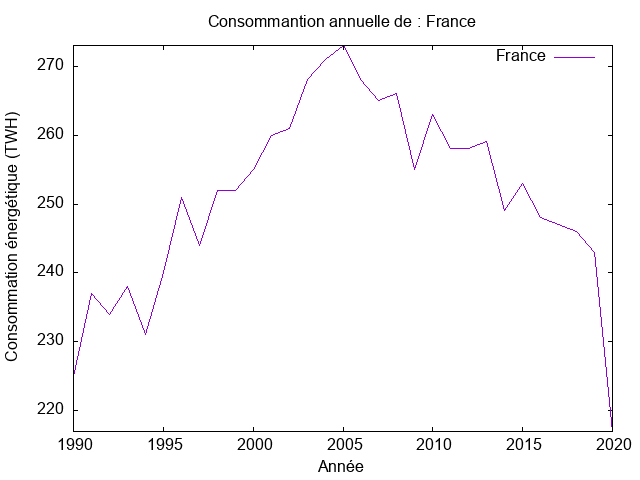 Consommantion annuelle de : France
France
270
260
250
240
230
220
Consommation énergétique (TWH)
1990 1995 2000 2005 2010 2015 2020
Année